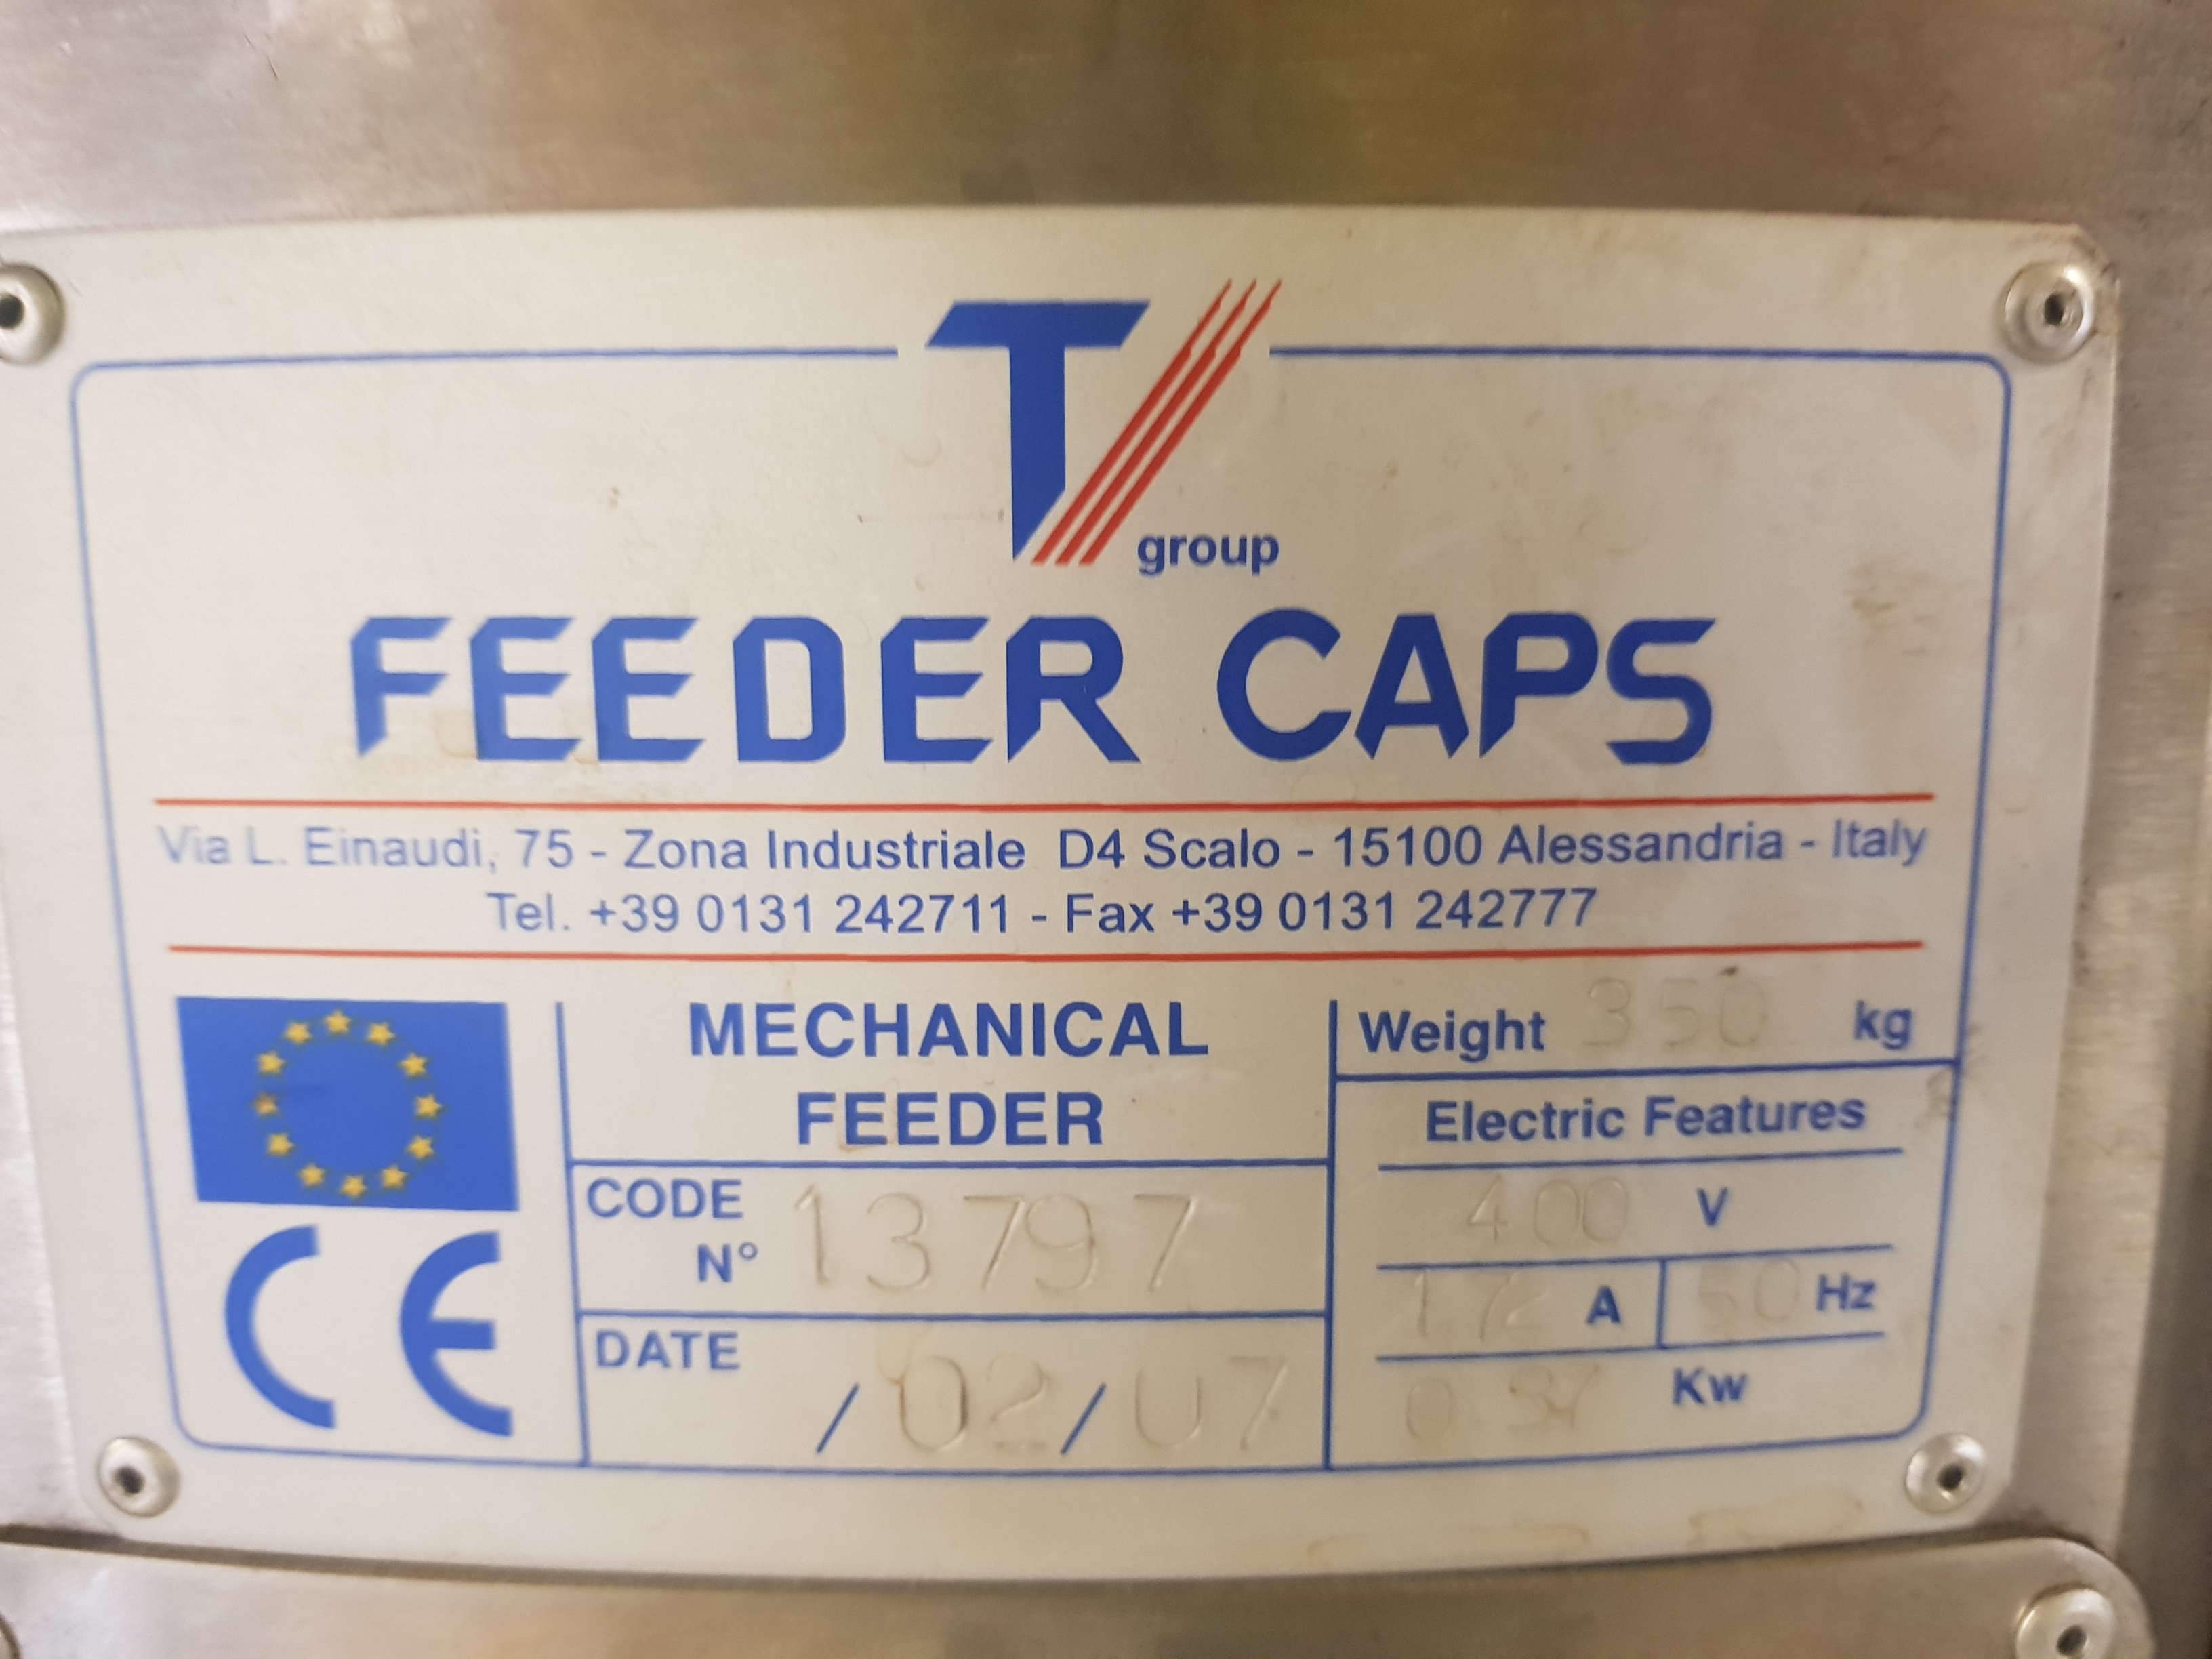 T group
FEEDER CAPS
Via L. Einaudi, 75 - Zona Industriale D4 Scalo - 15100 Alessandria - Italy
Tel. +39 0131 242711 - Fax +39 0131 242777
CE
MECHANICAL
FEEDER
CODE
N° 13797
DATE
/02/07
Weight 350 kg
Electric Features
400 V
A
Hz
Kw